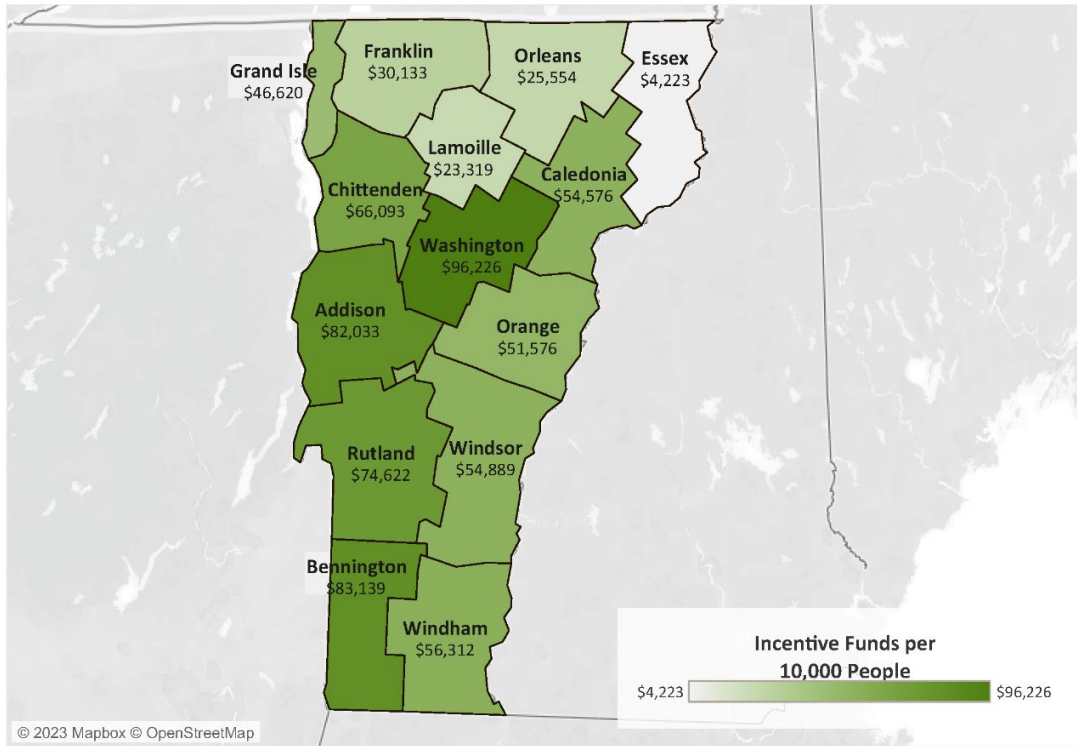 Franklin
$30,133
Orleans
$25,554
Essex
$4,223
Grand Isle
$46,620
Lamoille
$23,319
Caledonia
$54,576
Chittenden
$66,093
Washington
$96,226
Addison
$82,033
Orange
$51,576
Rutland
$74,622
Windsor
$54,889
Bennington
$83,139
Windham
$56,312
Incentive Funds per
10,000 People
$4,223
$96,226
© 2023 Mapbox © OpenStreetMap